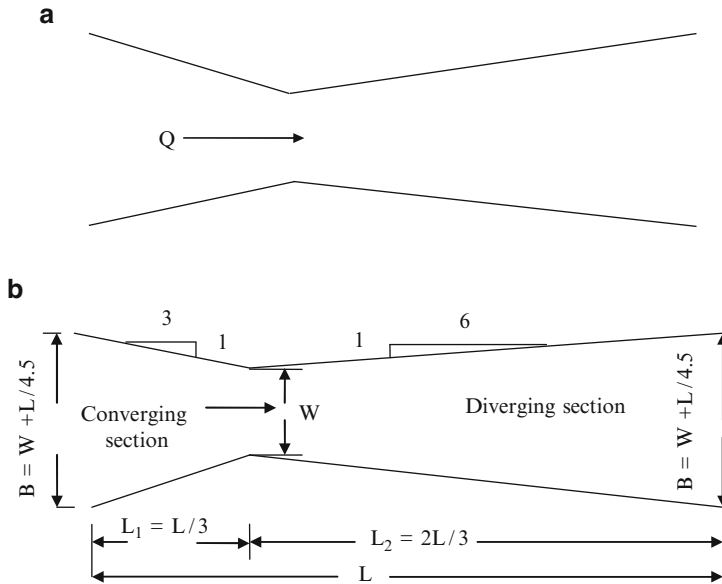 a
Q
b
3
1
1
6
B = W +L/4.5
Converging
section
W
Diverging section
B = W +L/4.5
L1 = L/3
L2 = 2L/3
L